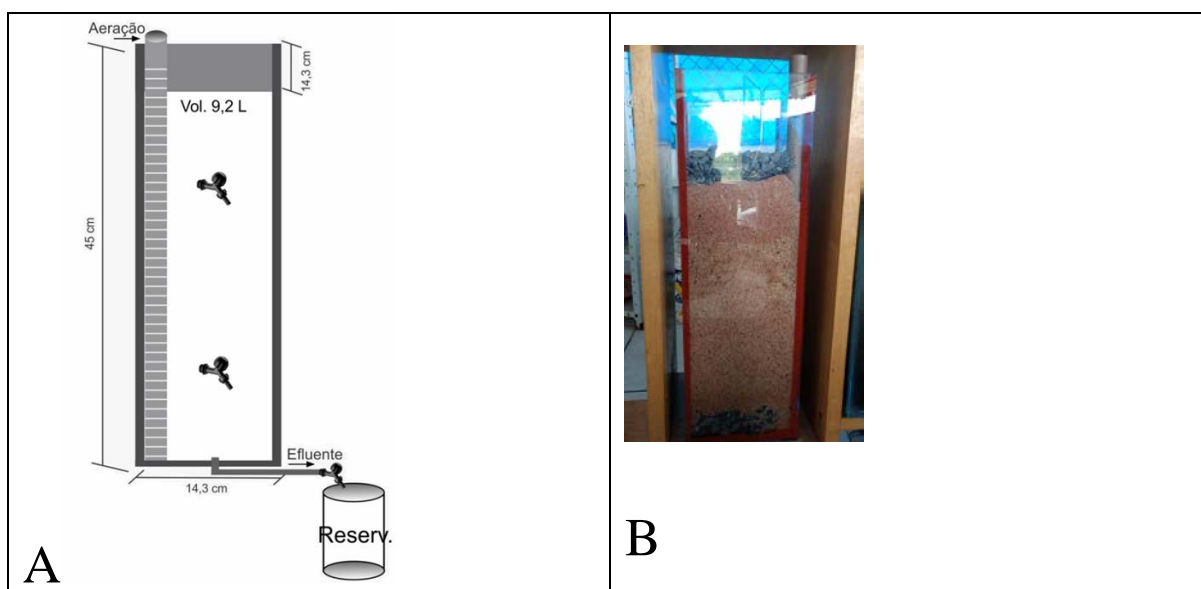 Aeração
14,3 cm
Vol. 9,2 L
45 cm
Efluente
14,3 cm
Reserv.
A
B